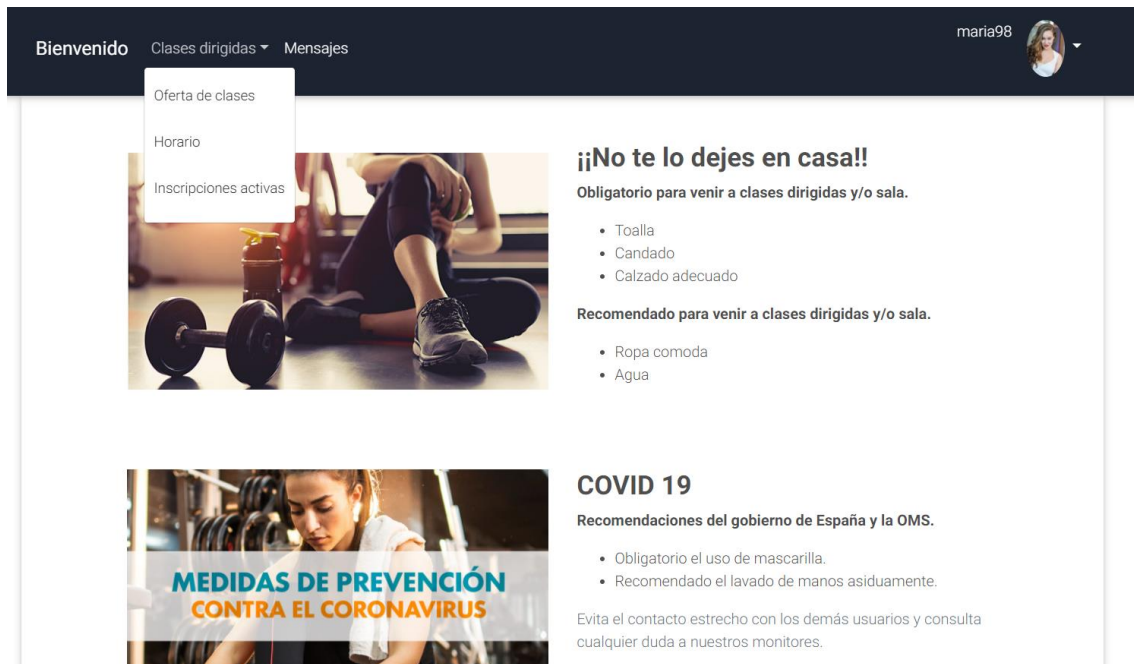 Bienvenido Clases dirigidas Mensajes maria98
Oferta de clases
Horario
Inscripciones activas
¡¡No te lo dejes en casa!!
Obligatorio para venir a clases dirigidas y/o sala.
• Toalla
• Candado
• Calzado adecuado
Recomendado para venir a clases dirigidas y/o sala.
• Ropa comoda
• Agua
MEDIDAS DE PREVENCIÓN
CONTRA EL CORONAVIRUS
COVID 19
Recomendaciones del gobierno de España y la OMS.
• Obligatorio el uso de mascarilla.
• Recomendado el lavado de manos asiduamente.
Evita el contacto estrecho con los demás usuarios y consulta
cualquier duda a nuestros monitores.